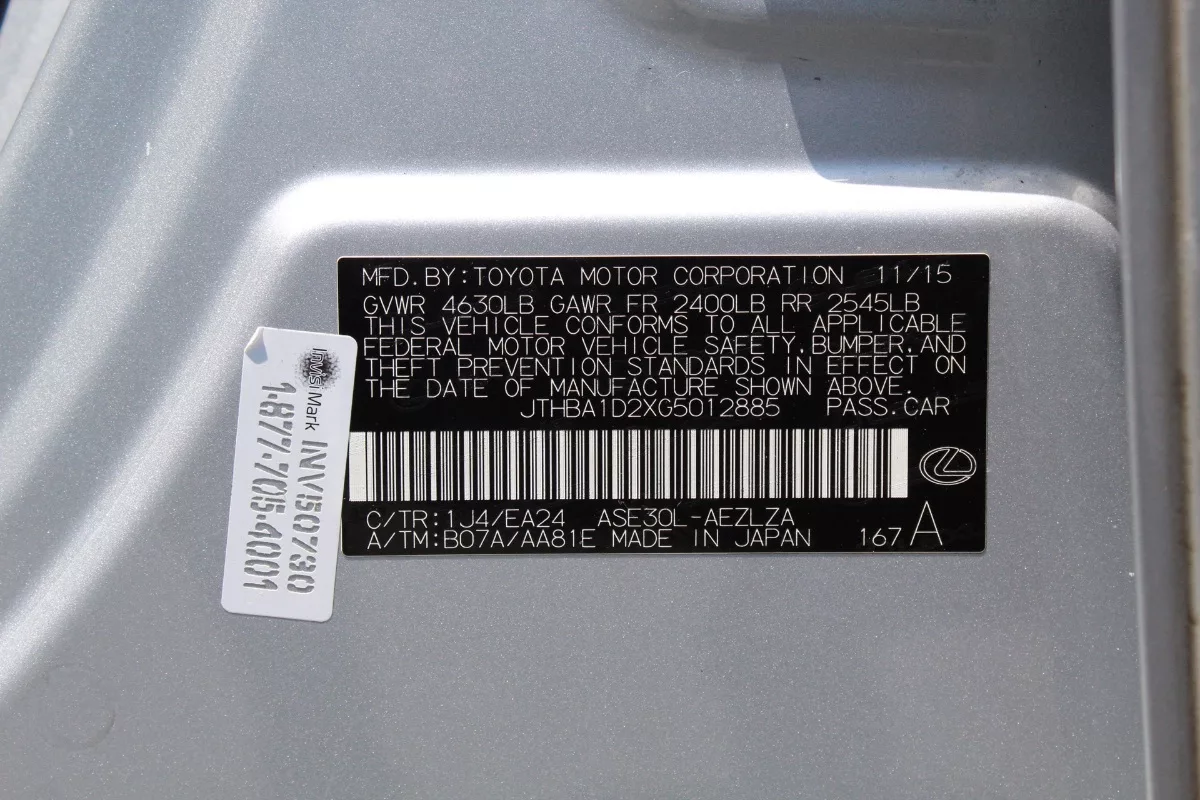 MFD.BY:TOYOTA MOTOR CORPORATION 11/15
GVWR 4630LB GAWR FR 2400LB RR 2545LB
THIS VEHICLE CONFORMS TO ALL APPLICABLE
FEDERAL MOTOR VEHICLE SAFETY,BUMPER,AND
THEFT PREVENTION STANDARDS IN EFFECT ON
THE DATE OF MANUFACTURE SHOWN ABOVE.
JTHBA1D2XG5012885 PASS.CAR
C/TR:1J4/EA24 ASE30L-AEZLZA
A/TM:B07A/AA81E MADE IN JAPAN 167 A
InVisiMark INV50730
1-877-705-4001